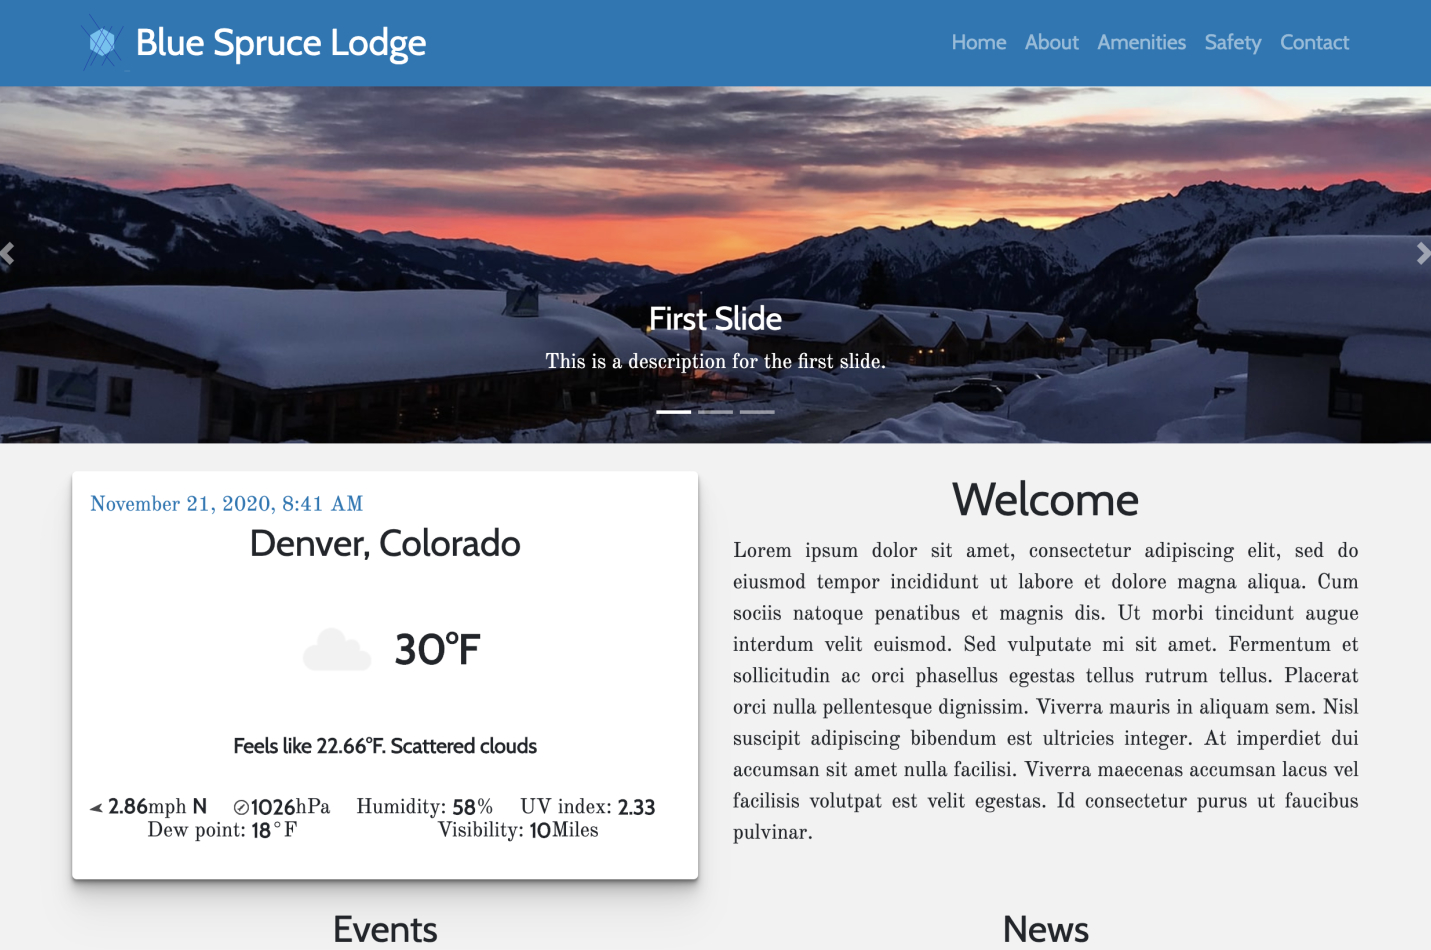 Blue Spruce Lodge
Home About Amenities Safety Contact
First Slide
This is a description for the first slide.
November 21, 2020, 8:41 AM
Denver, Colorado
30°F
Feels like 22.66°F. Scattered clouds
2.86mph N 1026hPa Humidity: 58% UV index: 2.33
Dew point: 18°F Visibility: 10Miles
Welcome
Lorem ipsum dolor sit amet, consectetur adipiscing elit, sed do
eiusmod tempor incididunt ut labore et dolore magna aliqua. Cum
sociis natoque penatibus et magnis dis. Ut morbi tincidunt augue
interdum velit euismod. Sed vulputate mi sit amet. Fermentum et
sollicitudin ac orci phasellus egestas tellus rutrum tellus. Placerat
orci nulla pellentesque dignissim. Viverra mauris in aliquam sem. Nisl
suscipit adipiscing bibendum est ultricies integer. At imperdiet dui
accumsan sit amet nulla facilisi. Viverra maecenas accumsan lacus vel
facilisis volutpat est velit egestas. Id consectetur purus ut faucibus
pulvinar.
Events
News